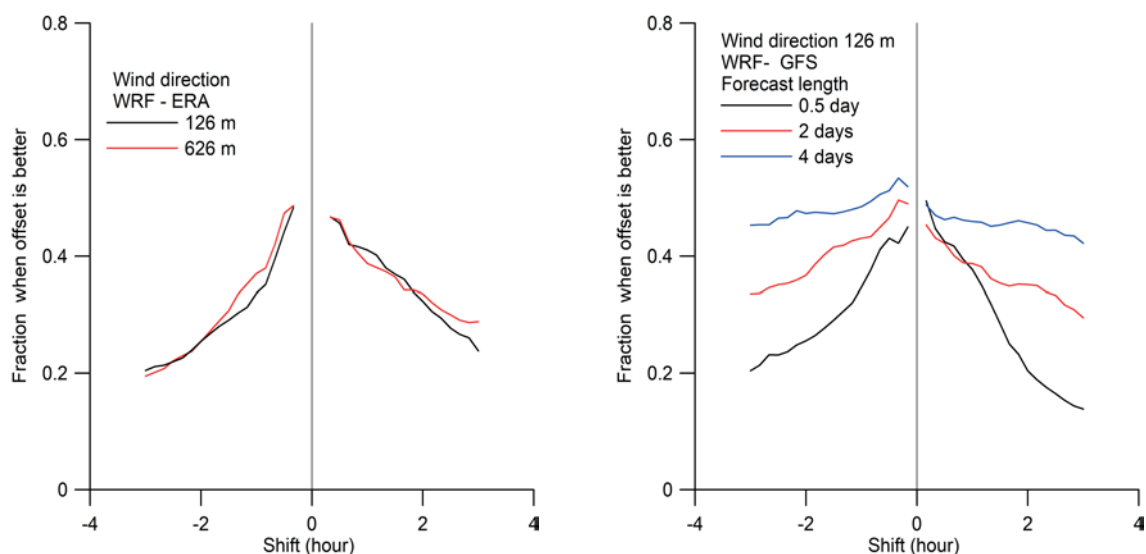 0.8
0.6
0.4
0.2
0
Fraction when offset is better
Wind direction
WRF - ERA
126 m
626 m
-4
-2
0
2
4
Shift (hour)
0.8
0.6
0.4
0.2
0
Fraction when offset is better
Wind direction 126 m
WRF- GFS
Forecast length
0.5 day
2 days
4 days
-4
-2
0
2
4
Shift (hour)